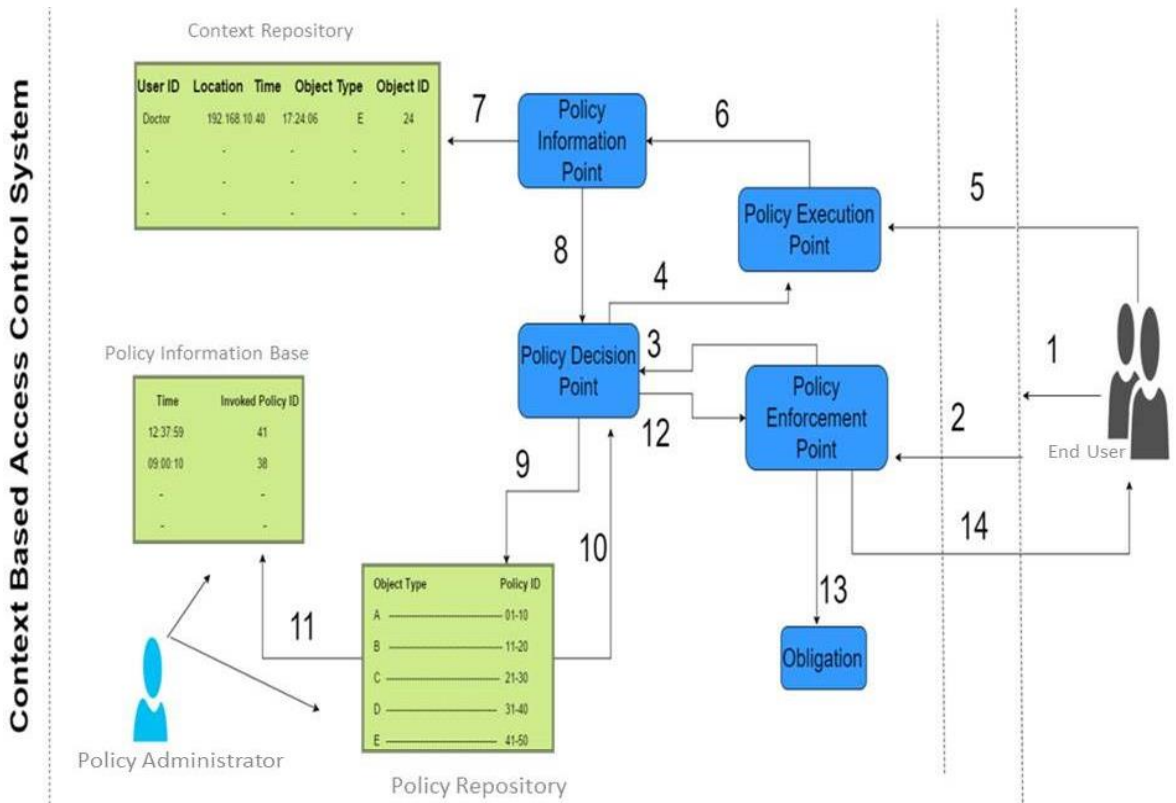 Context Based Access Control System
Context Repository
User ID Location Time Object Type Object ID
Doctor 192.168.10.40 17:24:06 E 24
- - - - -
- - - - -
- - - - -
Policy
Information
Point
7
6
5
Policy Execution
Point
8
4
Policy Information Base
Time Invoked Policy ID
12:37:59 41
09:00:10 38
- -
- -
Policy Decision
Point
3
12
Policy
Enforcement
Point
1
2
End User
9
10
14
13
11
Object Type Policy ID
A 01-10
B 11-20
C 21-30
D 31-40
E 41-50
Obligation
Policy Administrator
Policy Repository